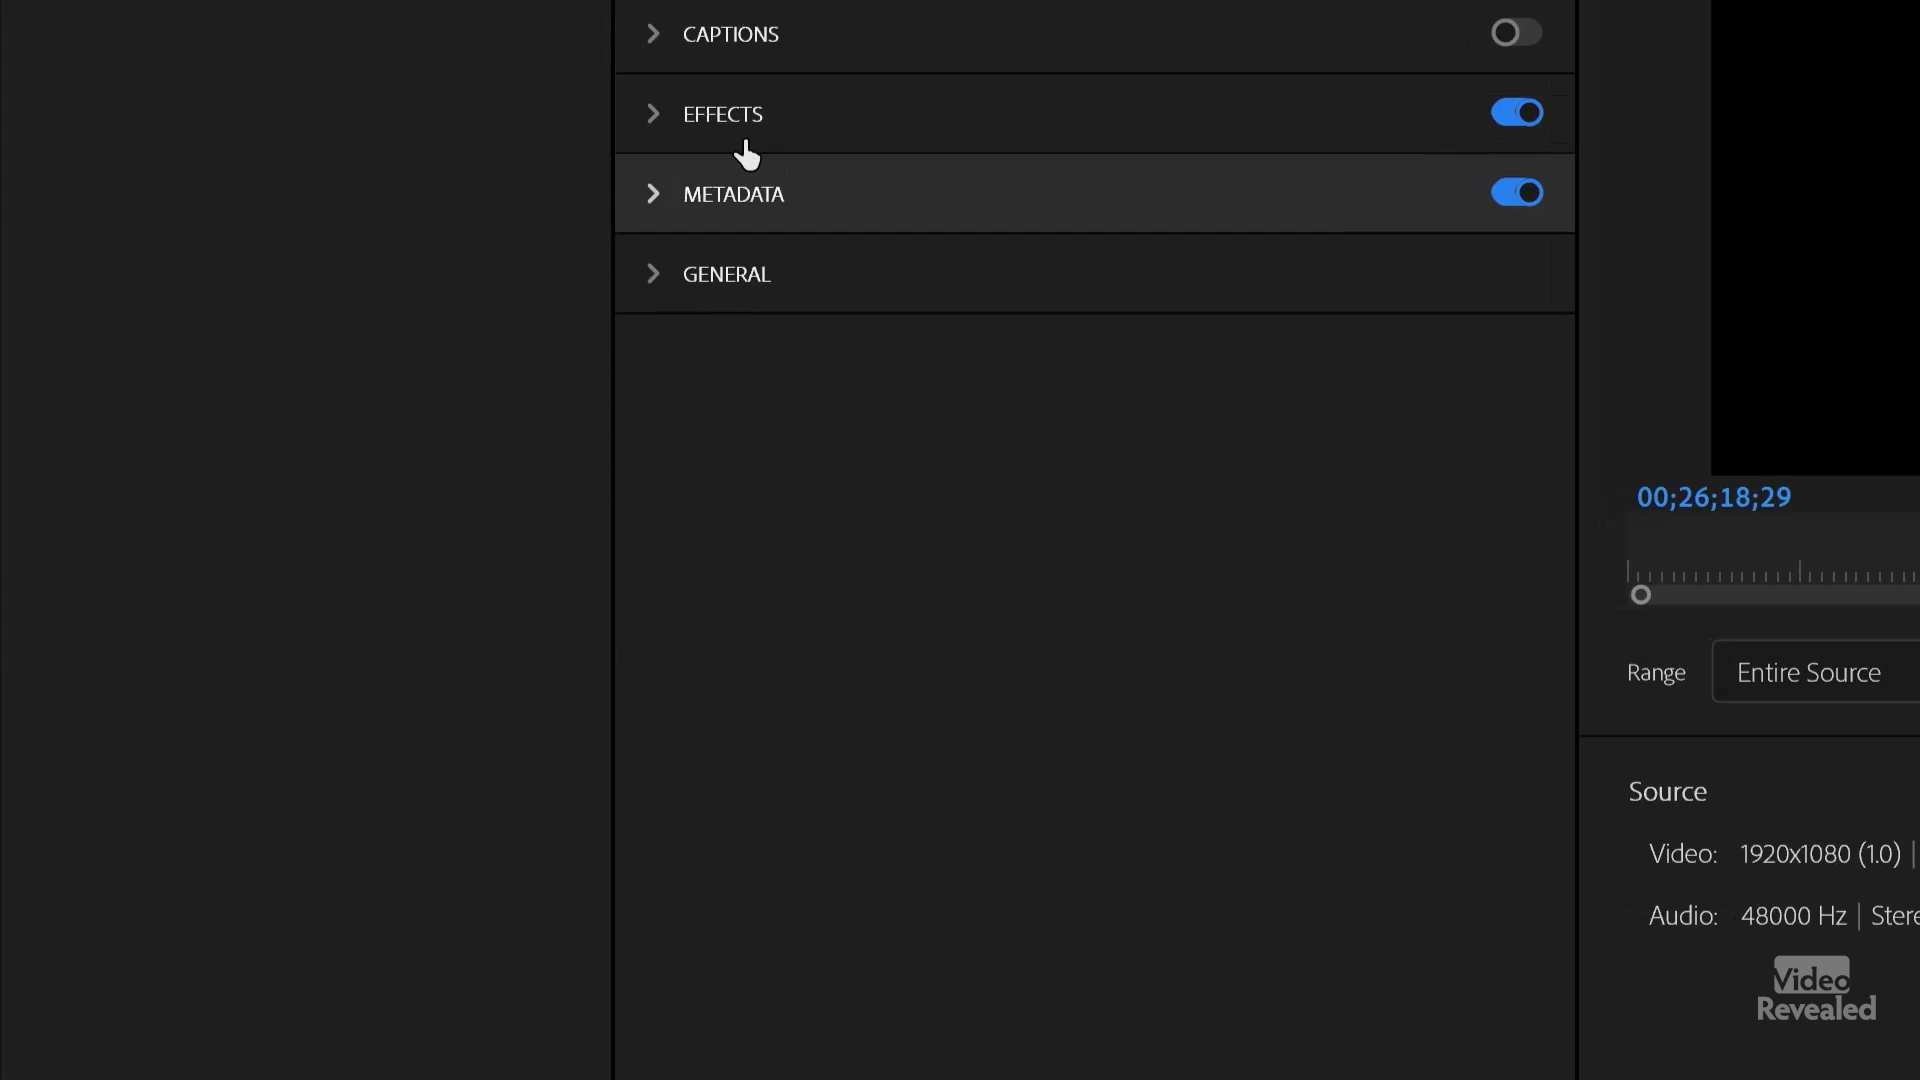 CAPTIONS
EFFECTS
METADATA
GENERAL
00;26;18;29
Range Entire Source
Source
Video: 1920x1080 (1.0) |
Audio: 48000 Hz | Stere
Video
Revealed